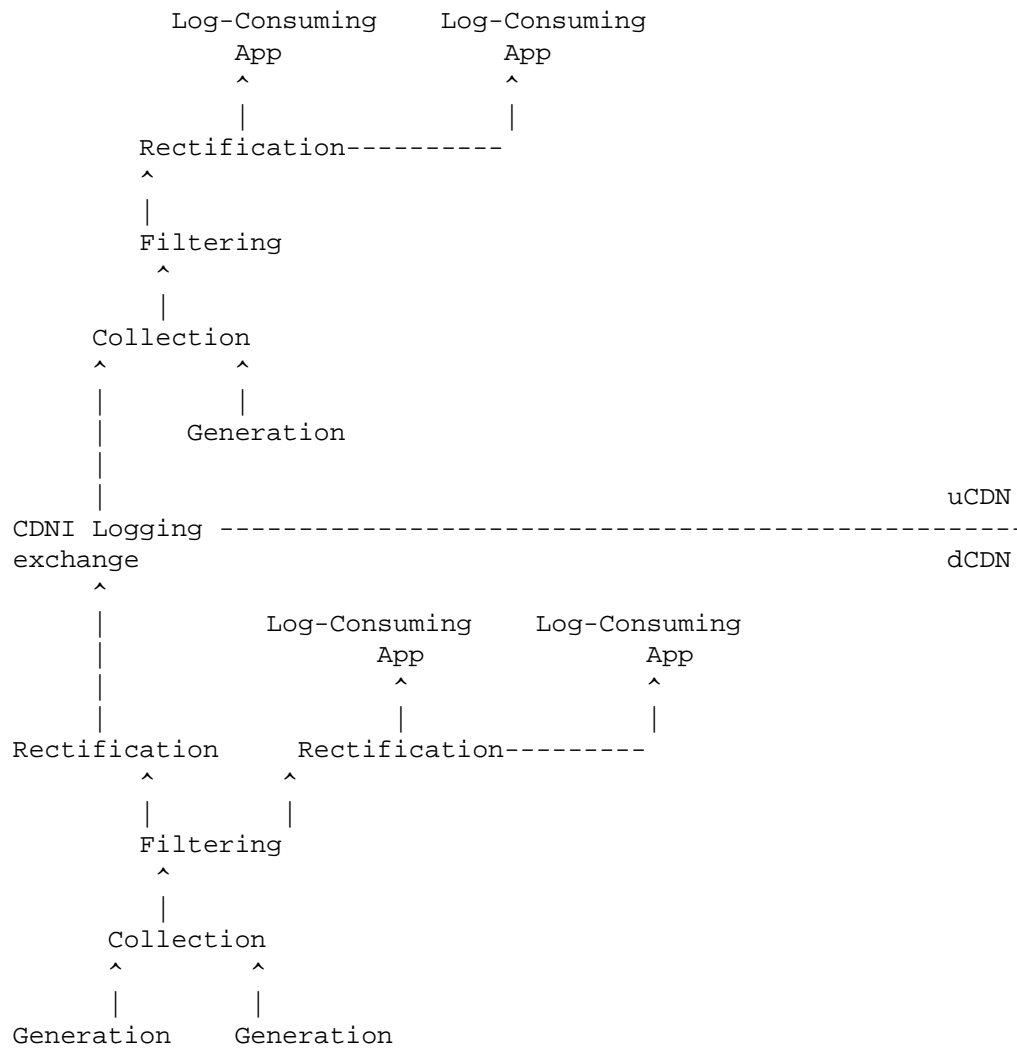 Log-Consuming Log-Consuming
App App
^ ^
| |
Rectification----------
^
|
Filtering
^
|
Collection
^ ^
| |
| Generation
|
| uCDN
CDNI Logging ---------------------------------------------------
exchange dCDN
^
| Log-Consuming Log-Consuming
| App App
| ^ ^
| | |
Rectification Rectification---------
^ ^
| |
Filtering
^
|
Collection
^ ^
| |
Generation Generation